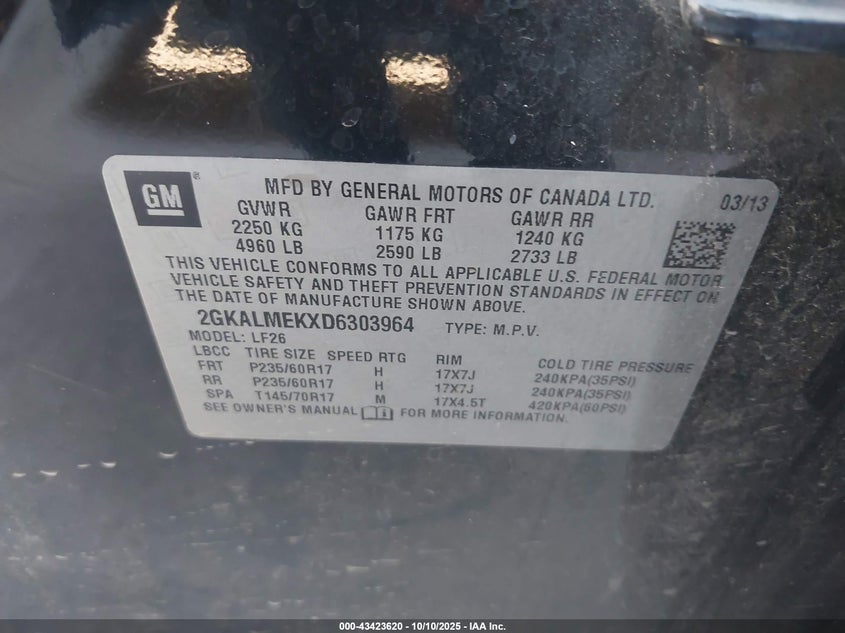 GM ®
MFD BY GENERAL MOTORS OF CANADA LTD. 03/13
GVWR GAWR FRT GAWR RR
2250 KG 1175 KG 1240 KG
4960 LB 2590 LB 2733 LB
THIS VEHICLE CONFORMS TO ALL APPLICABLE U.S. FEDERAL MOTOR
VEHICLE SAFETY AND THEFT PREVENTION STANDARDS IN EFFECT ON
THE DATE OF MANUFACTURE SHOWN ABOVE.
2GKALMEKXD6303964 TYPE: M.P.V.
MODEL: LF26
LBCC TIRE SIZE SPEED RTG RIM COLD TIRE PRESSURE
FRT P235/60R17 H 17X7J 240KPA(35PSI)
RR P235/60R17 H 17X7J 240KPA(35PSI)
SPA T145/70R17 M 17X4.5T 420KPA(60PSI)
SEE OWNER'S MANUAL FOR MORE INFORMATION.
000-43423620 - 10/10/2025 - IAA Inc.